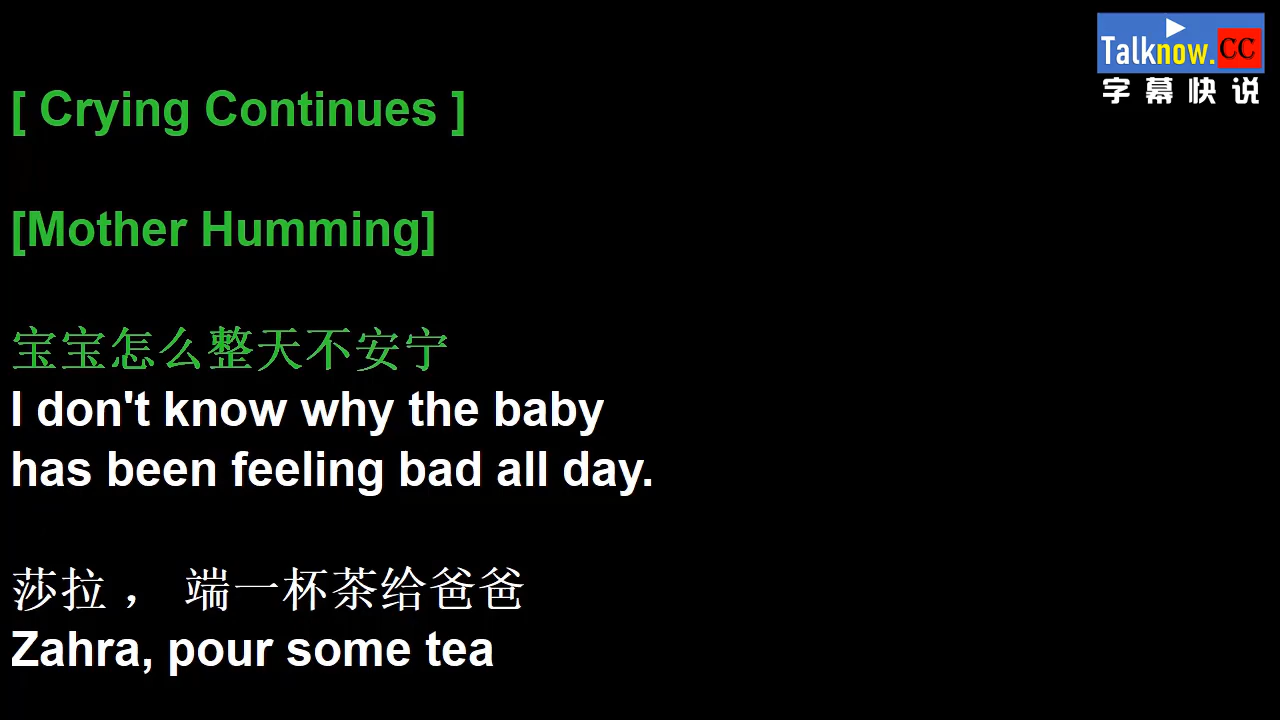 Talknow.CC
字幕快说
[ Crying Continues ]
[Mother Humming]
宝宝怎么整天不安宁
I don't know why the baby
has been feeling bad all day.
莎拉， 端一杯茶给爸爸
Zahra, pour some tea